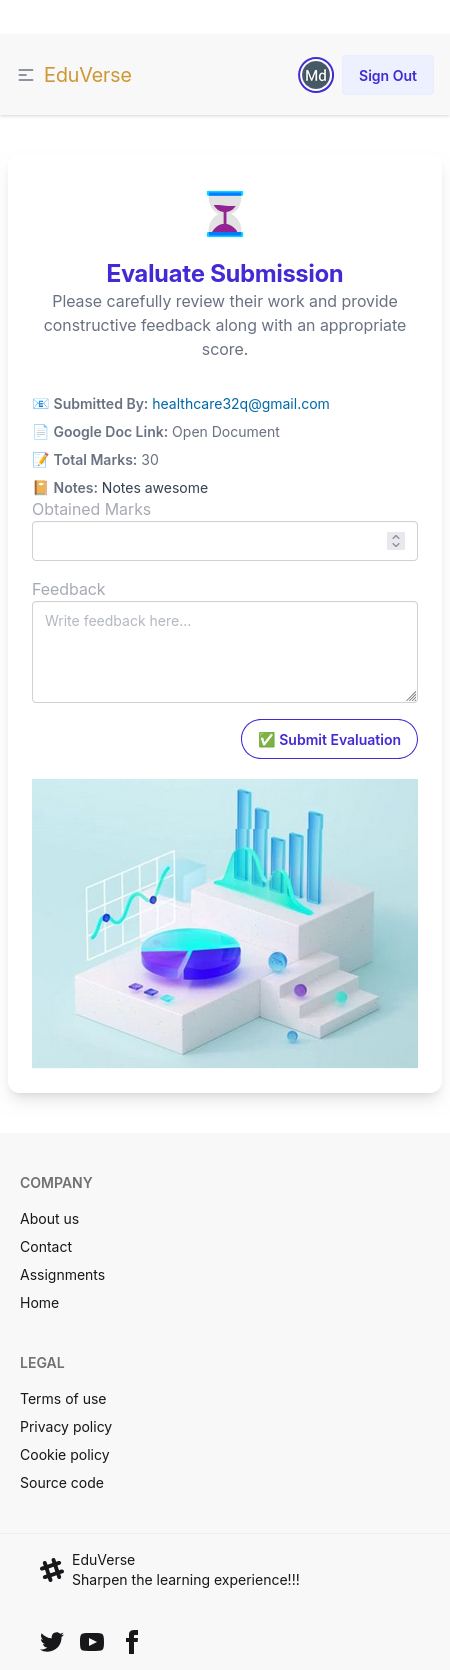 EduVerse
Md
Sign Out
Evaluate Submission
Please carefully review their work and provide
constructive feedback along with an appropriate
score.
📧 Submitted By: healthcare32q@gmail.com
📄 Google Doc Link: Open Document
📝 Total Marks: 30
📔 Notes: Notes awesome
Obtained Marks
Feedback
Write feedback here...
✅ Submit Evaluation
COMPANY
About us
Contact
Assignments
Home
LEGAL
Terms of use
Privacy policy
Cookie policy
Source code
EduVerse
Sharpen the learning experience!!!